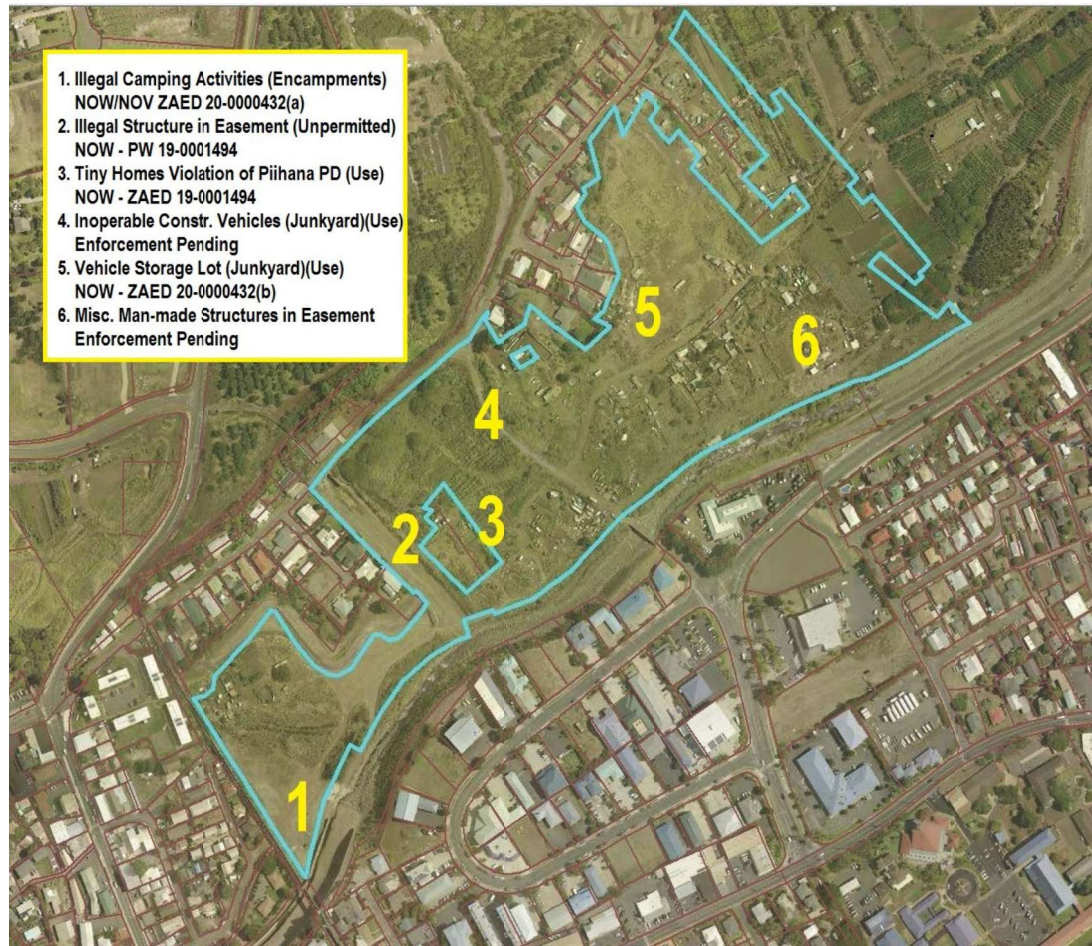 1. Illegal Camping Activities (Encampments)
NOW/NOV ZAED 20-0000432(a)
2. Illegal Structure in Easement (Unpermitted)
NOW - PW 19-0001494
3. Tiny Homes Violation of Piihana PD (Use)
NOW - ZAED 19-0001494
4. Inoperable Constr. Vehicles (Junkyard)(Use)
Enforcement Pending
5. Vehicle Storage Lot (Junkyard)(Use)
NOW - ZAED 20-0000432(b)
6. Misc. Man-made Structures in Easement
Enforcement Pending
5
6
4
2
3
1